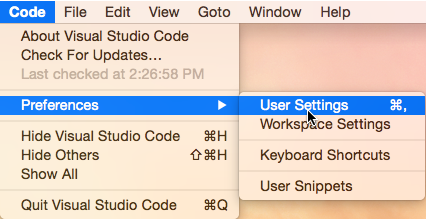 Code File Edit View Goto Window Help
About Visual Studio Code
Check For Updates...
Last checked at 2:26:58 PM
Preferences ▶
User Settings ⌘,
Workspace Settings
Keyboard Shortcuts
User Snippets
Hide Visual Studio Code ⌘H
Hide Others ⇧⌘H
Show All
Quit Visual Studio Code ⌘Q